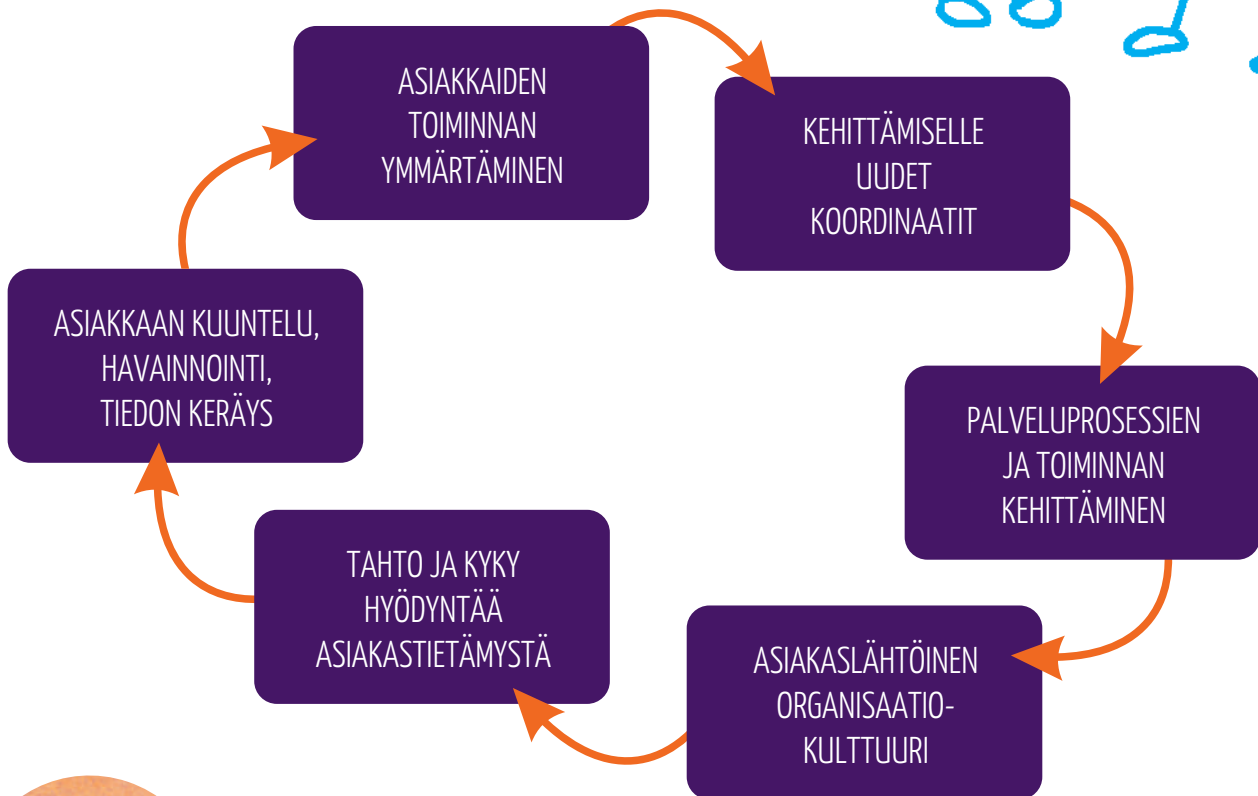 ASIAKKAIDEN
TOIMINNAN
YMMÄRTÄMINEN
KEHITTÄMISELLE
UUDET
KOORDINAATIT
PALVELUPROSESSIEN
JA TOIMINNAN
KEHITTÄMINEN
ASIAKASLÄHTÖINEN
ORGANISAATIO-
KULTTUURI
TAHTO JA KYKY
HYÖDYNTÄÄ
ASIAKASTIETÄMYSTÄ
ASIAKKAAN KUUNTELU,
HAVAINNOINTI,
TIEDON KERÄYS